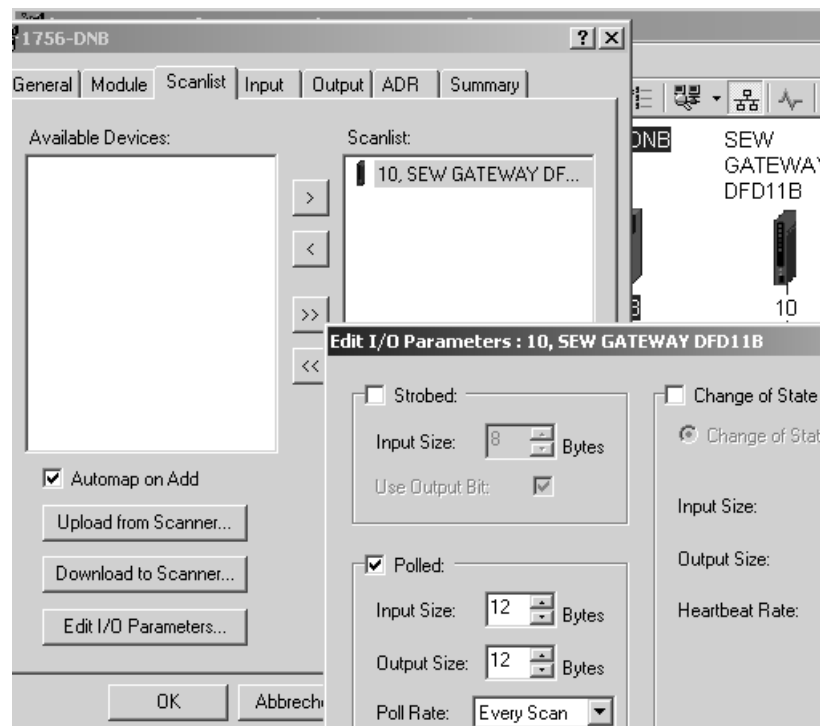 1756-DNB
General Module Scanlist Input Output ADR Summary
Available Devices:
Scanlist:
10, SEW GATEWAY DF...
>
<
>>
<<
Automap on Add
Upload from Scanner...
Download to Scanner...
Edit I/O Parameters...
OK
Abbreche
DNB
SEW
GATEWAY
DFD11B
10
Edit I/O Parameters : 10, SEW GATEWAY DFD11B
Strobed:
Input Size: 8 Bytes
Use Output Bit:
Polled:
Input Size: 12 Bytes
Output Size: 12 Bytes
Poll Rate: Every Scan
Change of State
Change of Stat
Input Size:
Output Size:
Heartbeat Rate: